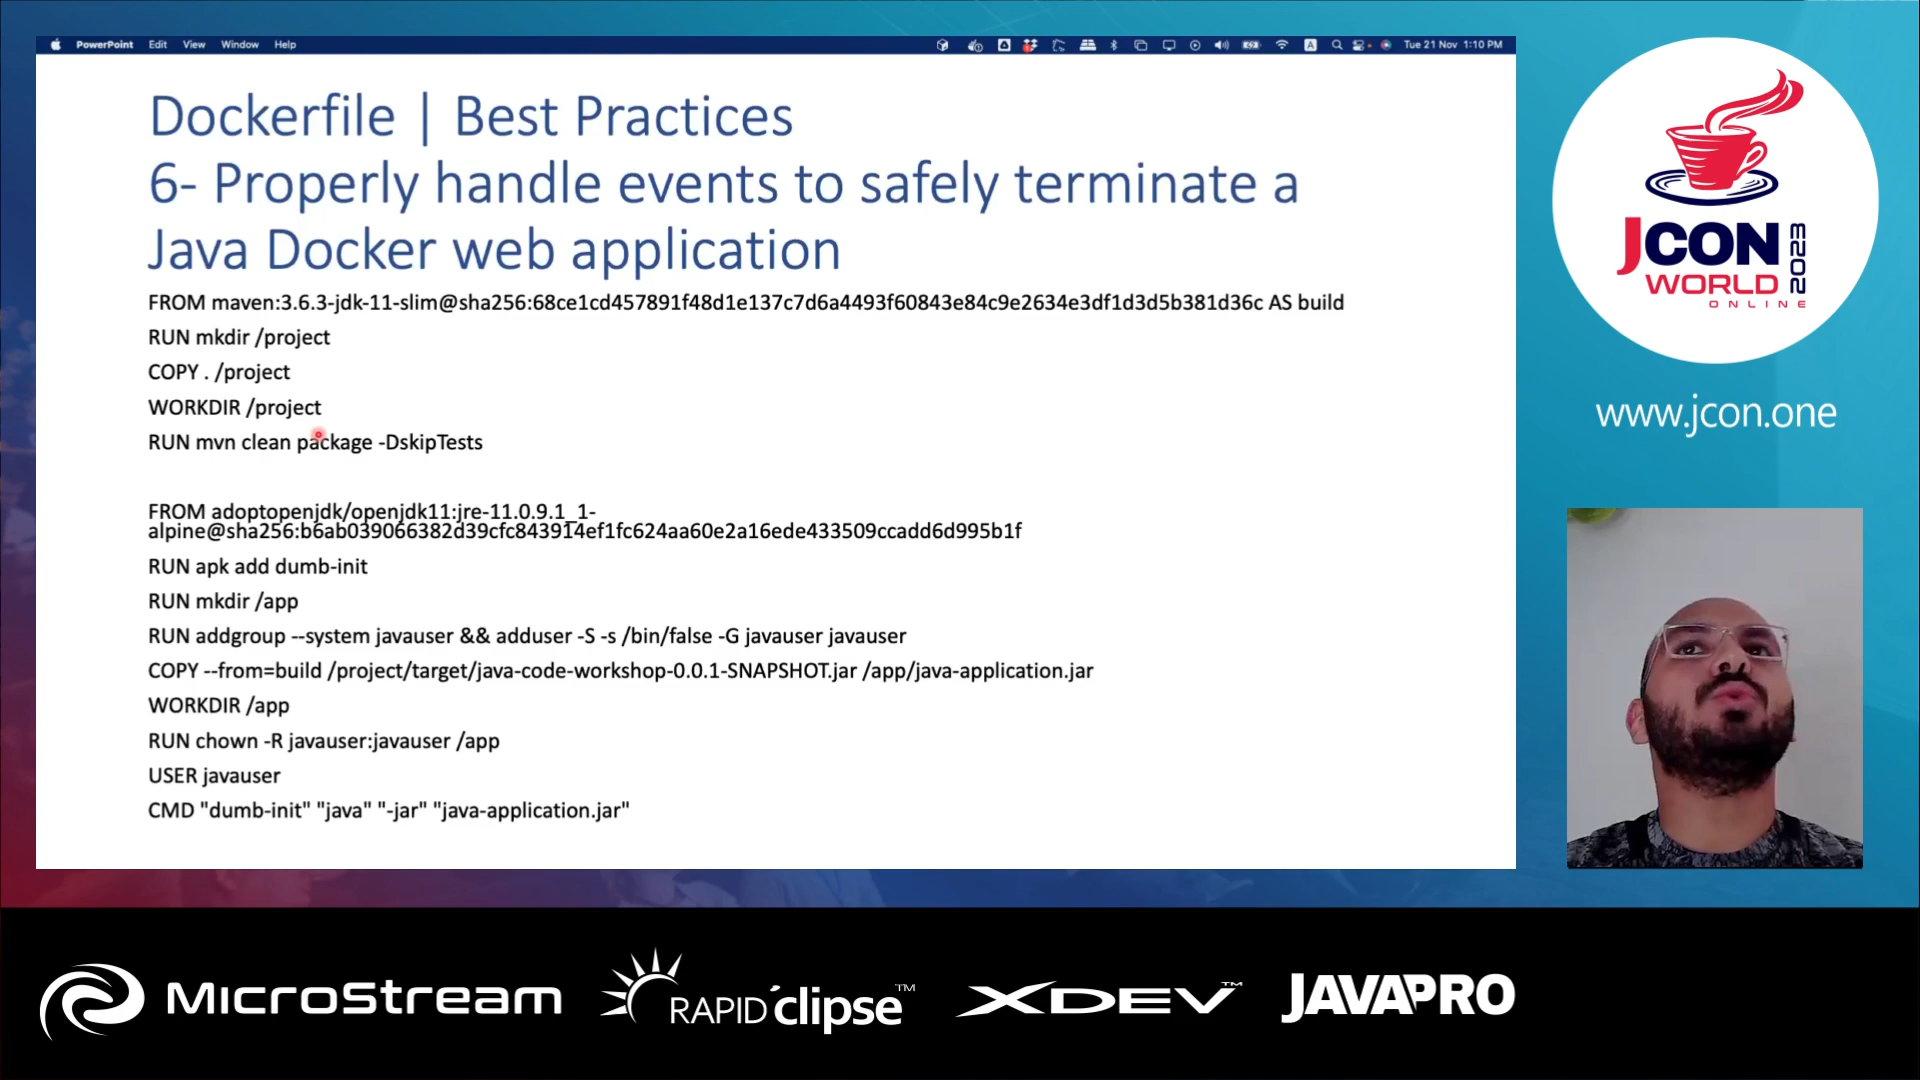 PowerPoint Edit View Window Help
Tue 21 Nov 1:10 PM
Dockerfile | Best Practices
6- Properly handle events to safely terminate a
Java Docker web application
FROM maven:3.6.3-jdk-11-slim@sha256:68ce1cd457891f48d1e137c7d6a4493f60843e84c9e2634e3df1d3d5b381d36c AS build
RUN mkdir /project
COPY . /project
WORKDIR /project
RUN mvn clean package -DskipTests
FROM adoptopenjdk/openjdk11:jre-11.0.9.1_1-
alpine@sha256:b6ab039066382d39cfc843914ef1fc624aa60e2a16ede433509ccadd6d995b1f
RUN apk add dumb-init
RUN mkdir /app
RUN addgroup --system javauser && adduser -S -s /bin/false -G javauser javauser
COPY --from=build /project/target/java-code-workshop-0.0.1-SNAPSHOT.jar /app/java-application.jar
WORKDIR /app
RUN chown -R javauser:javauser /app
USER javauser
CMD "dumb-init" "java" "-jar" "java-application.jar"
JCON
WORLD
ONLINE
2023
www.jcon.one
MicroStream
RAPID'clipse™
XDEV™
JAVAPRO